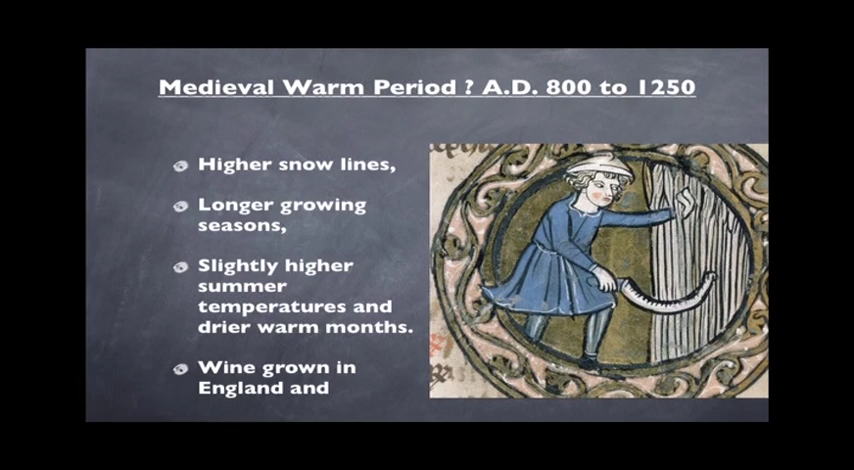 Medieval Warm Period ? A.D. 800 to 1250
Higher snow lines,
Longer growing
seasons,
Slightly higher
summer
temperatures and
drier warm months.
Wine grown in
England and